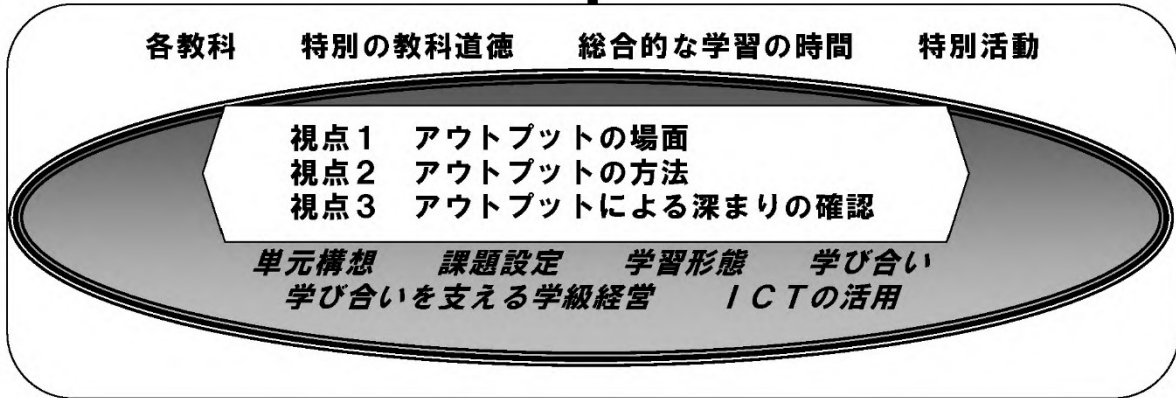 各教科　特別の教科道徳　総合的な学習の時間　特別活動
視点１　アウトプットの場面
視点２　アウトプットの方法
視点３　アウトプットによる深まりの確認
単元構想　課題設定　学習形態　学び合い
学び合いを支える学級経営　ＩＣＴの活用